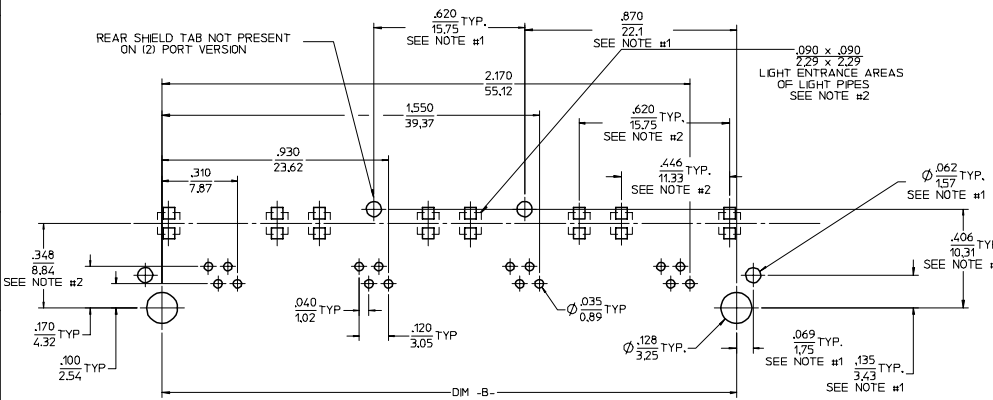 .620 TYP.
15.75
SEE NOTE #1
.870
22.1
SEE NOTE #1
REAR SHIELD TAB NOT PRESENT
ON (2) PORT VERSION
.090 x .090
2.29 x 2.29
LIGHT ENTRANCE AREAS
OF LIGHT PIPES
SEE NOTE #2
2.170
55.12
1.550
39.37
.620 TYP.
15.75
SEE NOTE #2
.930
23.62
.446 TYP.
11.33
SEE NOTE #2
.310
7.87
Ø .062 TYP.
1.57
SEE NOTE #1
.406 TYP
10.31
SEE NOTE #
.348
8.84
SEE NOTE #2
.040 TYP
1.02
Ø .035
0.89
.170 TYP
4.32
.120 TYP
3.05
Ø .128 TYP.
3.25
.069 TYP.
1.75
SEE NOTE #1
.100 TYP
2.54
.135 TYP.
3.43
SEE NOTE #1
DIM -B-